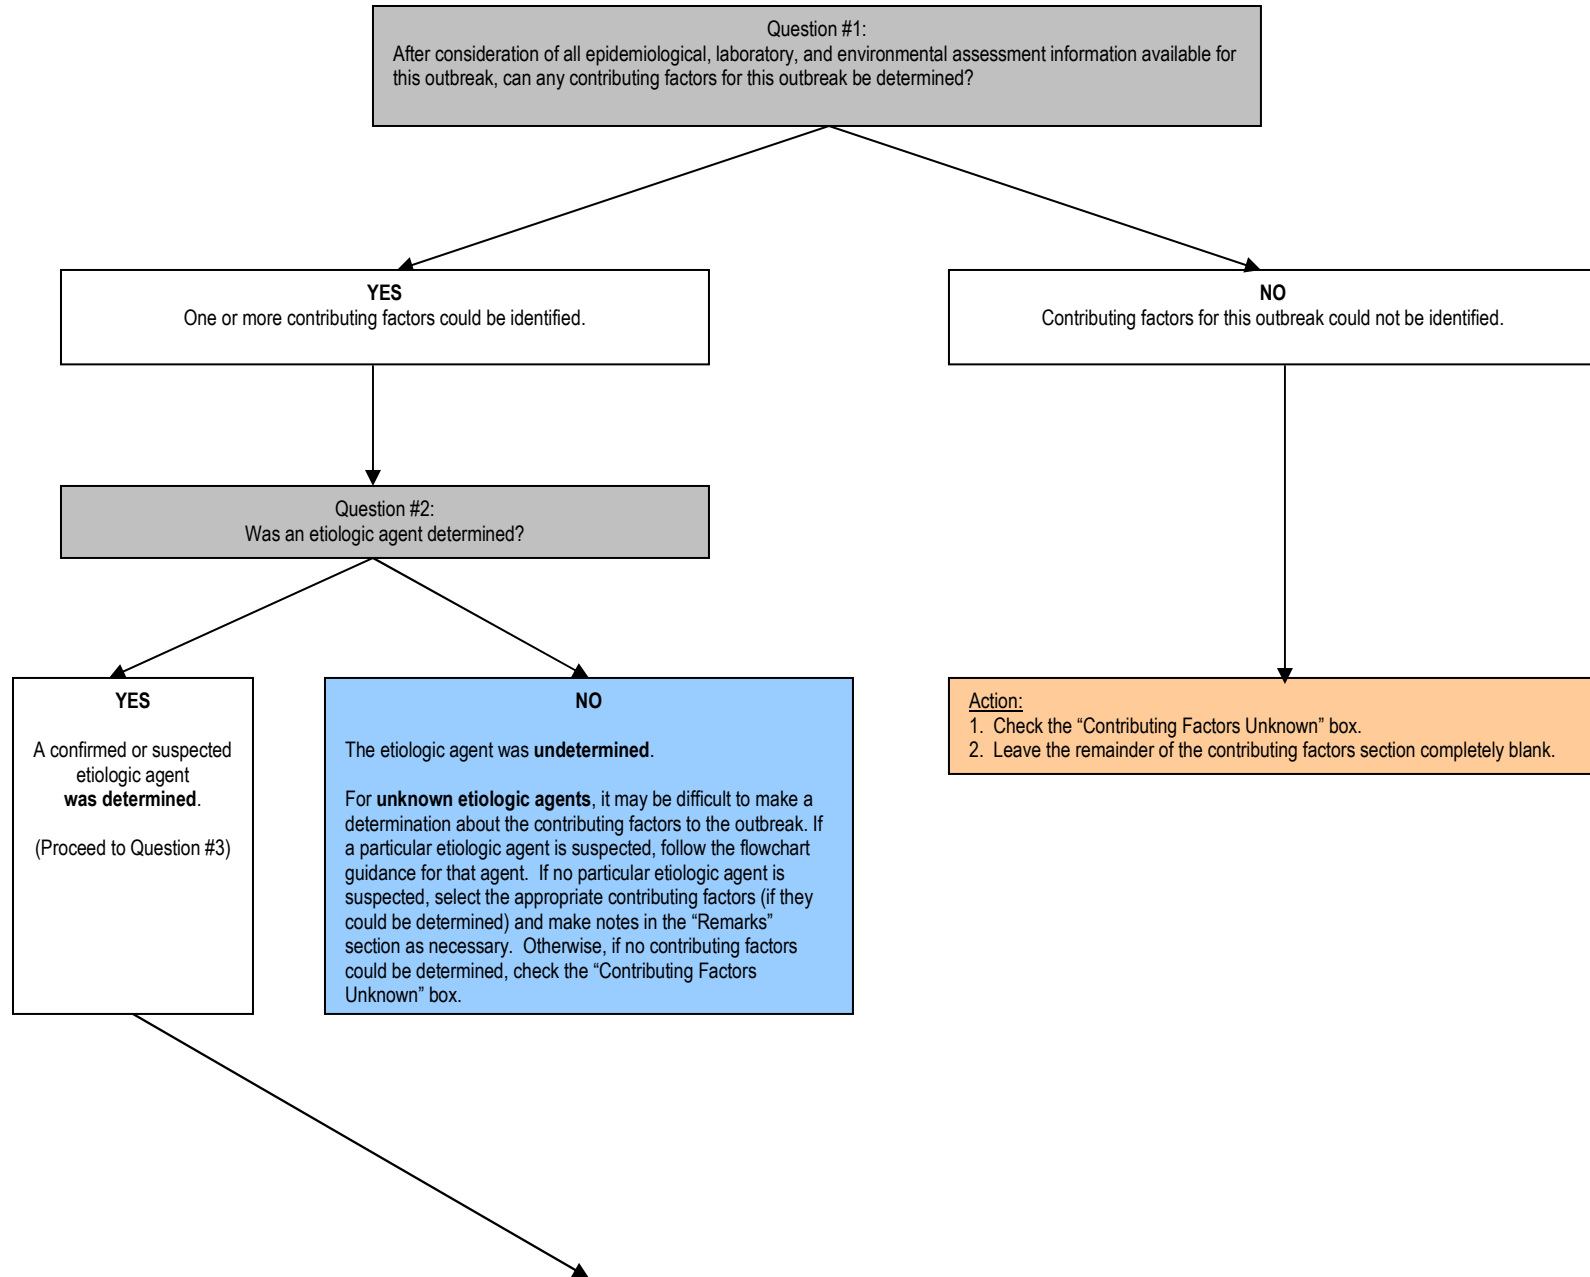 Question #1:
After consideration of all epidemiological, laboratory, and environmental assessment information available for
this outbreak, can any contributing factors for this outbreak be determined?
YES
One or more contributing factors could be identified.
NO
Contributing factors for this outbreak could not be identified.
Question #2:
Was an etiologic agent determined?
YES
A confirmed or suspected
etiologic agent
was determined.
(Proceed to Question #3)
NO
The etiologic agent was undetermined.
For unknown etiologic agents, it may be difficult to make a
determination about the contributing factors to the outbreak. If
a particular etiologic agent is suspected, follow the flowchart
guidance for that agent.  If no particular etiologic agent is
suspected, select the appropriate contributing factors (if they
could be determined) and make notes in the “Remarks”
section as necessary.  Otherwise, if no contributing factors
could be determined, check the “Contributing Factors
Unknown” box.
Action:
1. Check the “Contributing Factors Unknown” box.
2. Leave the remainder of the contributing factors section completely blank.